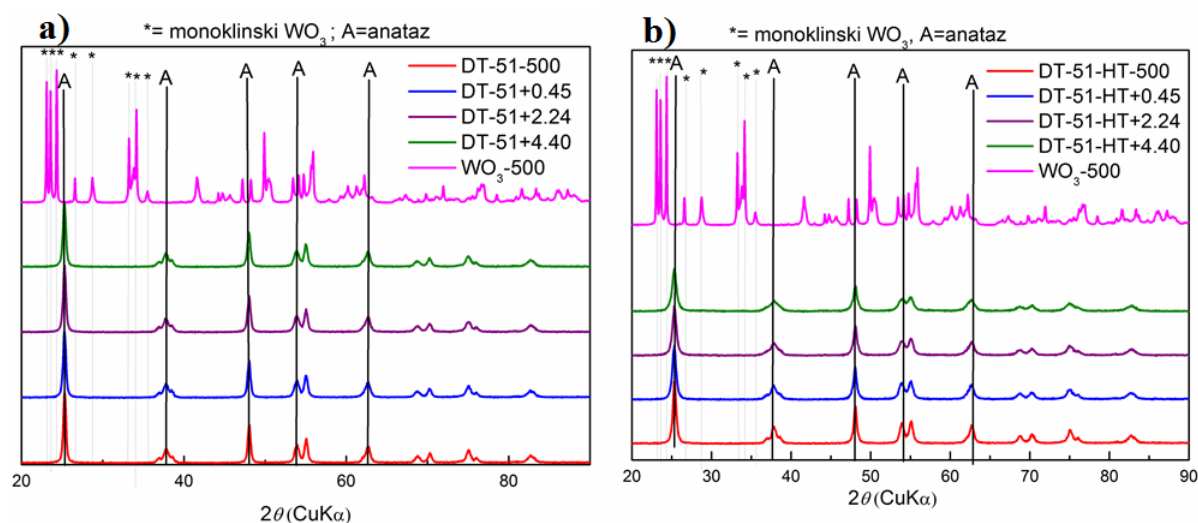 a)
*= monoklinski WO₃ ; A=anataz
*** * * *** A A A A A
DT-51-500
DT-51+0.45
DT-51+2.24
DT-51+4.40
WO₃-500
20 40 60 80
2θ (CuKα)
b)
*= monoklinski WO₃, A=anataz
*** * * * * * A A A A A
DT-51-HT-500
DT-51-HT+0.45
DT-51-HT+2.24
DT-51-HT+4.40
WO₃-500
20 30 40 50 60 70 80 90
2θ (CuKα)